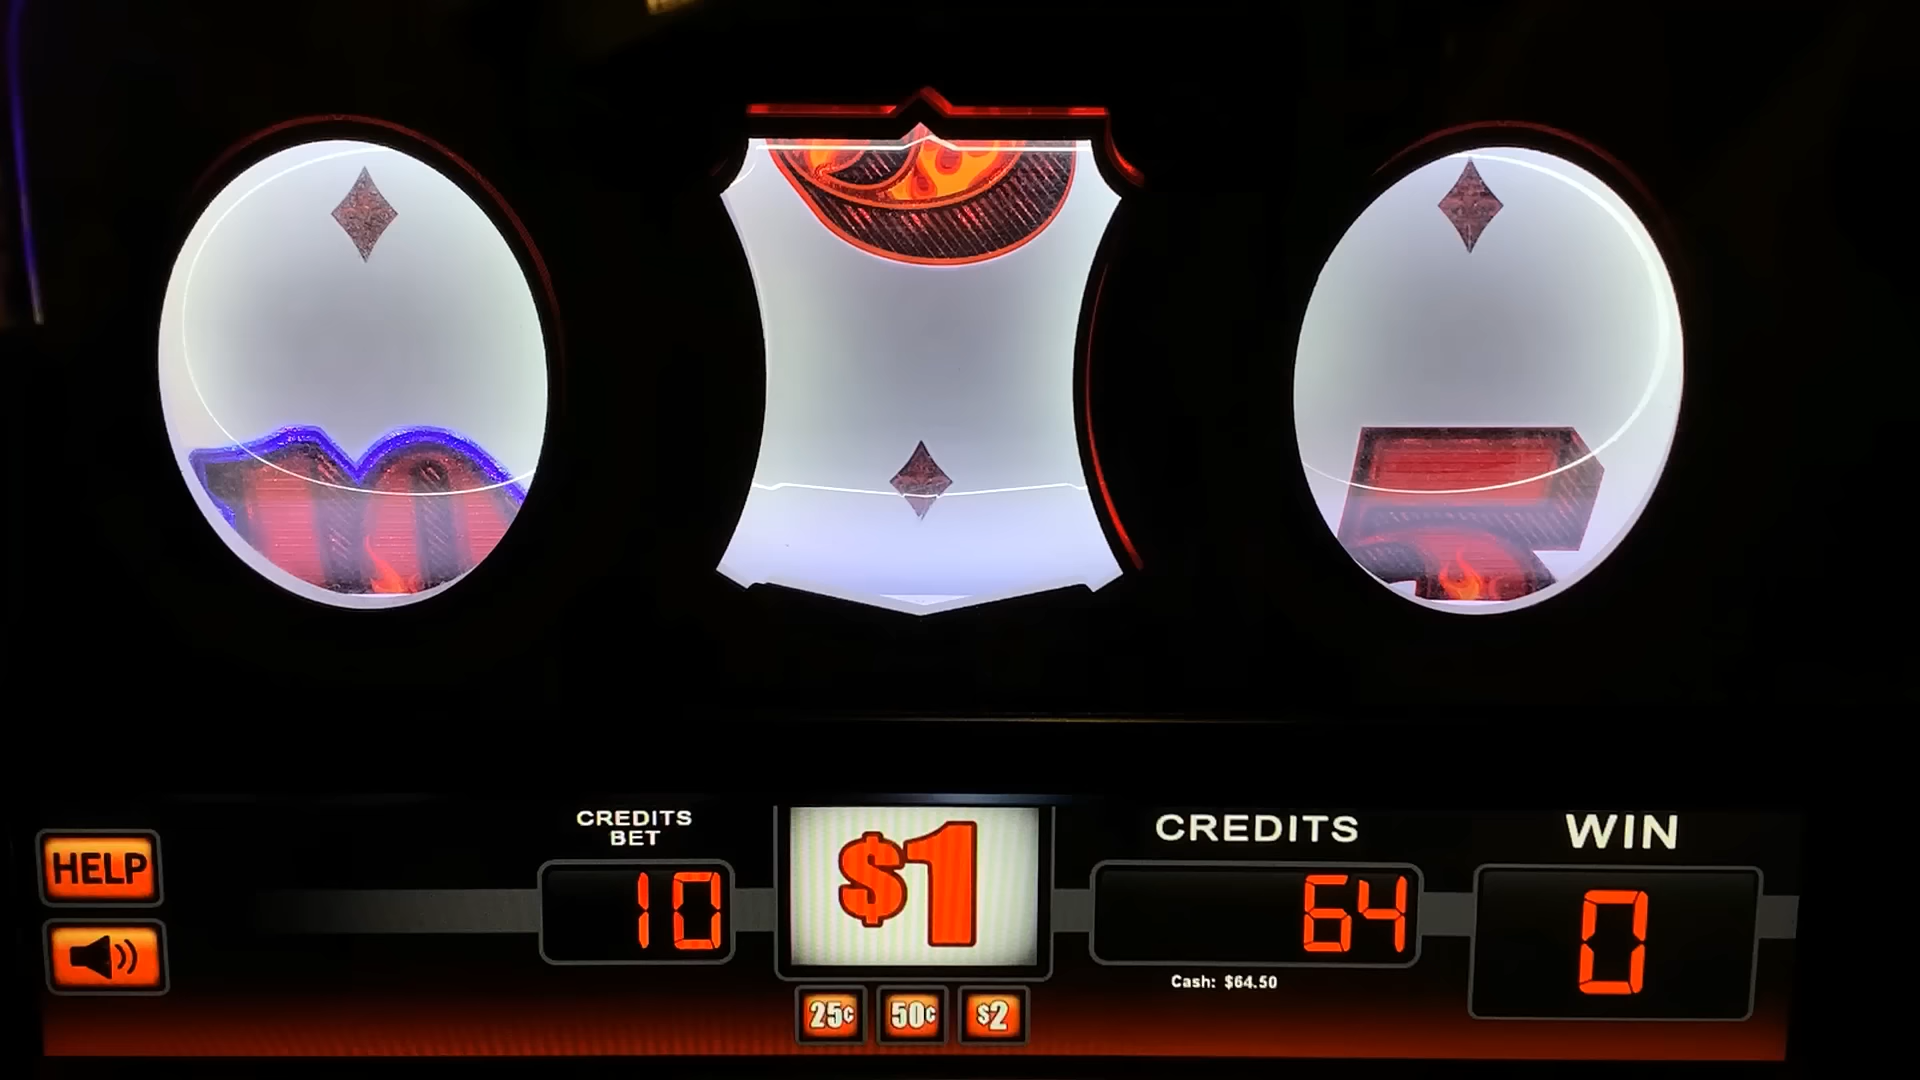 HELP
CREDITS
BET
10
$1
CREDITS
64
WIN
0
Cash: $64.50
25¢
50¢
$2